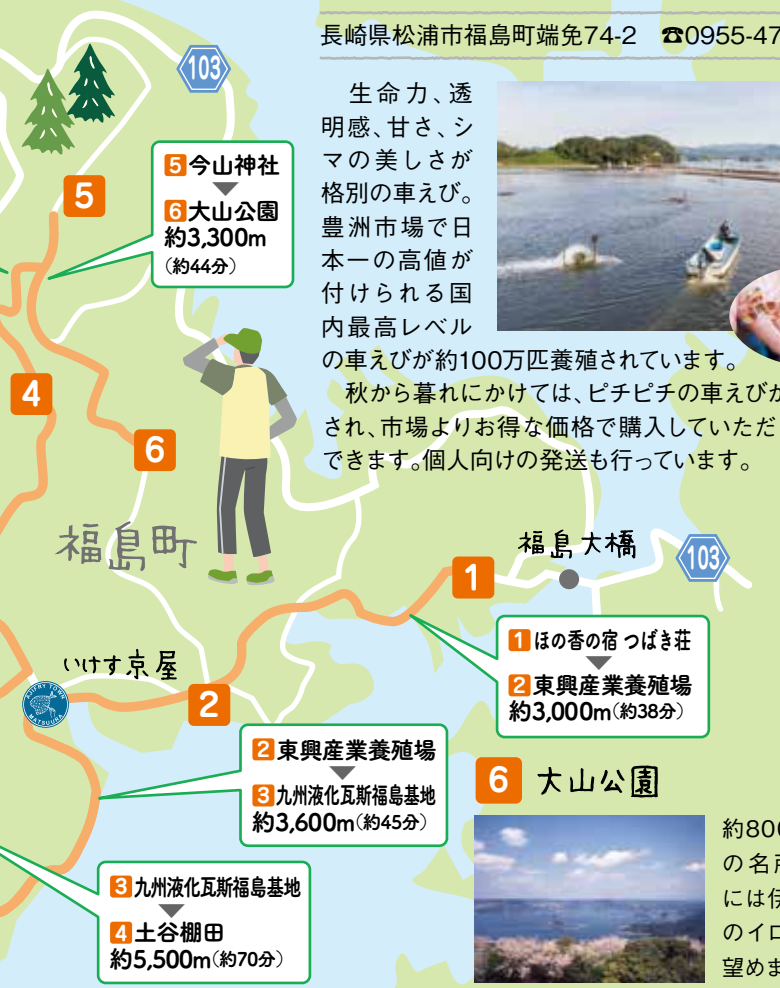 長崎県松浦市福島町端免74-2 ☎0955-47
生命力、透
明感、甘さ、シ
マの美しさが
格別の車えび。
豊洲市場で日
本一の高値が
付けられる国
内最高レベル
の車えびが約100万匹養殖されています。
秋から暮れにかけては、ピチピチの車えびが
され、市場よりお得な価格で購入していただ
できます。個人向けの発送も行っています。
103
5
5今山神社
▼
6大山公園
約3,300m
(約44分)
4
6
福島町
福島大橋
103
1
1ほの香の宿 つばき荘
▼
2東興産業養殖場
約3,000m(約38分)
いけす京屋
AJIFRY TOWN
MATSUURA
2
2東興産業養殖場
▼
3九州液化瓦斯福島基地
約3,600m(約45分)
3九州液化瓦斯福島基地
▼
4土谷棚田
約5,500m(約70分)
6 大山公園
約800
の名所
には伊
のイロ
望めま